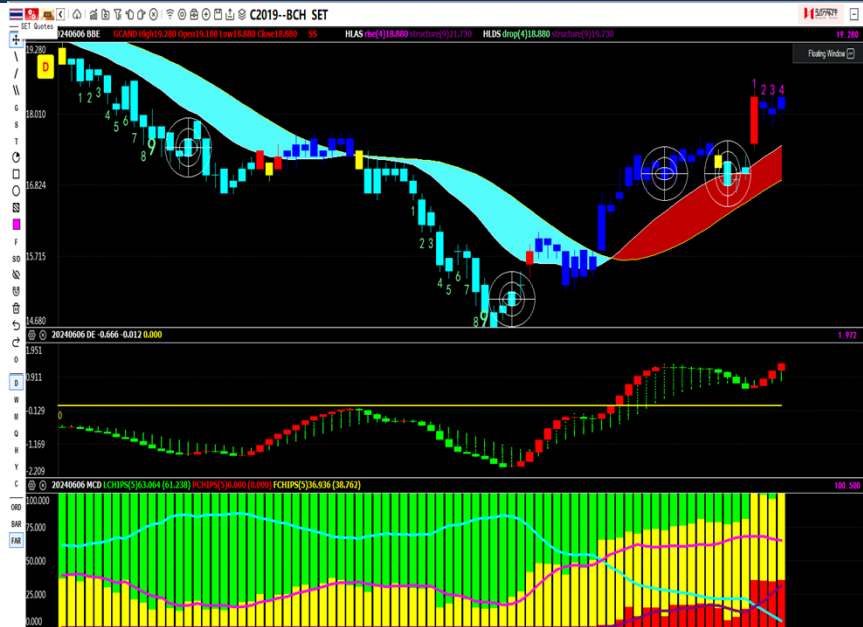 C2019--BCH SET
SET Quotes
20240606 BBE GCAND High19.280 Open19.180 Low18.880 Close18.880 SS HLAS rise(4)18.880 structure(9)21.730 HLDS drop(4)18.880 structure(9)19.730 19.280
Floating Window
D
19.280
18.010
16.824
15.715
14.680
1 2 3 4 5 6 7 8 9
1 2 3 4 5 6 7 8 9
1 2 3 4
20240606 DE -0.666 -0.012 0.000 1.972
1.951
0.911
-0.129
-1.169
-2.209
0
20240606 MCD LCHIPS(5)63.064 (61.238) PCHIPS(5)0.000 (0.000) FCHIPS(5)36.936 (38.762) 100.500
100.000
75.000
50.000
25.000
0.000
G
$
T
F
SD
O
D
W
M
Q
H
Y
C
ORD
BAR
FAR